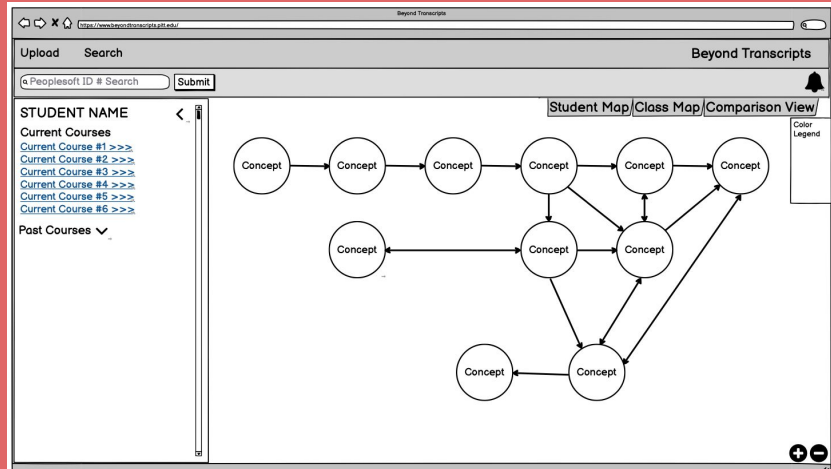 Beyond Transcripts
https://www.beyondtranscripts.pitt.edu/
Upload Search Beyond Transcripts
Peoplesoft ID # Search Submit
Student Map Class Map Comparison View
STUDENT NAME
Current Courses
Current Course #1 >>>
Current Course #2 >>>
Current Course #3 >>>
Current Course #4 >>>
Current Course #5 >>>
Current Course #6 >>>
Past Courses
Color
Legend
Concept Concept Concept Concept Concept Concept
Concept Concept Concept
Concept Concept